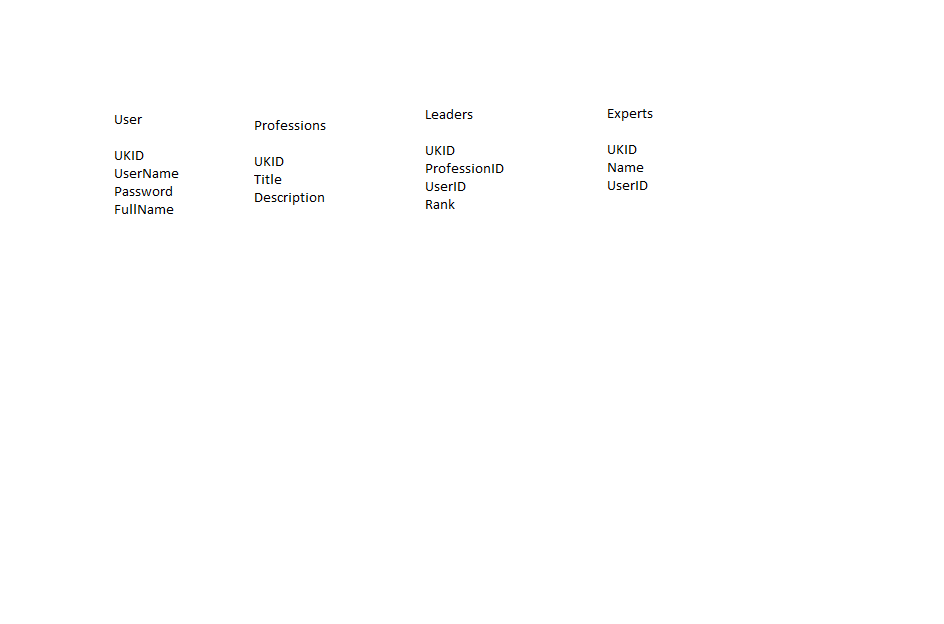 User
UKID
UserName
Password
FullName
Professions
UKID
Title
Description
Leaders
UKID
ProfessionID
UserID
Rank
Experts
UKID
Name
UserID